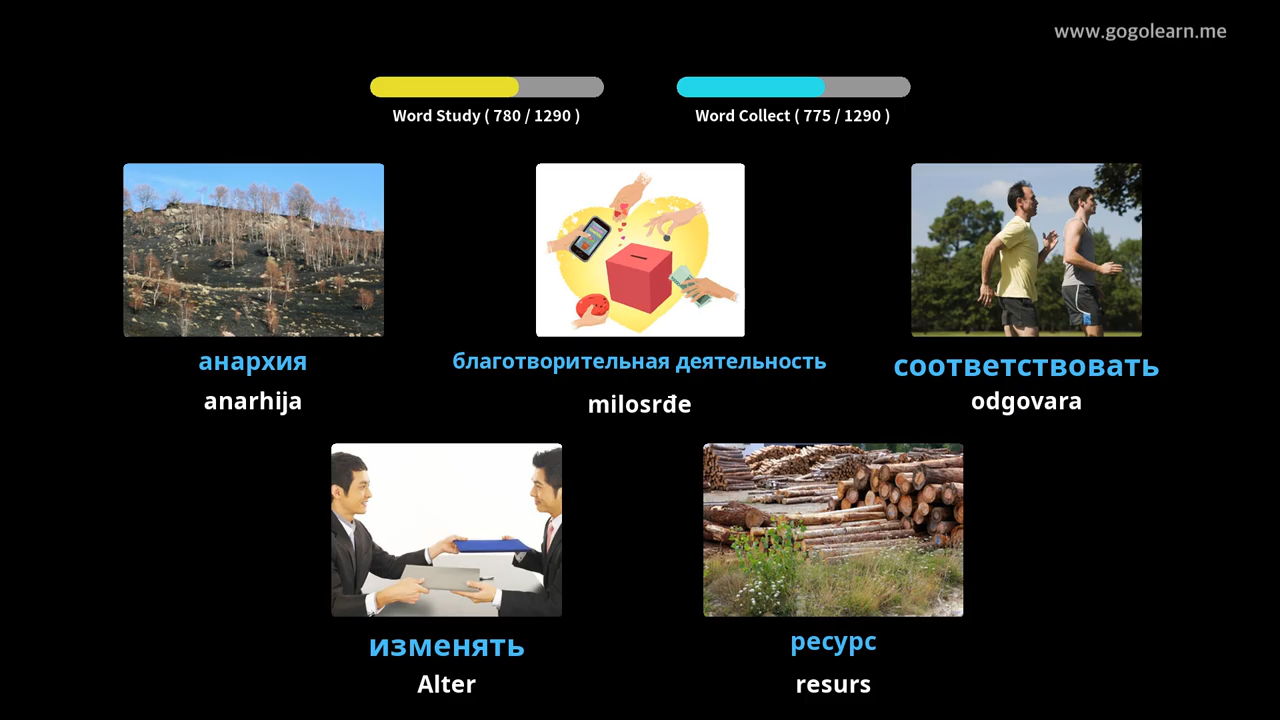 www.gogolearn.me
Word Study ( 780 / 1290 )
Word Collect ( 775 / 1290 )
анархия
anarhija
благотворительная деятельность
milosrđe
соответствовать
odgovara
изменять
Alter
ресурс
resurs